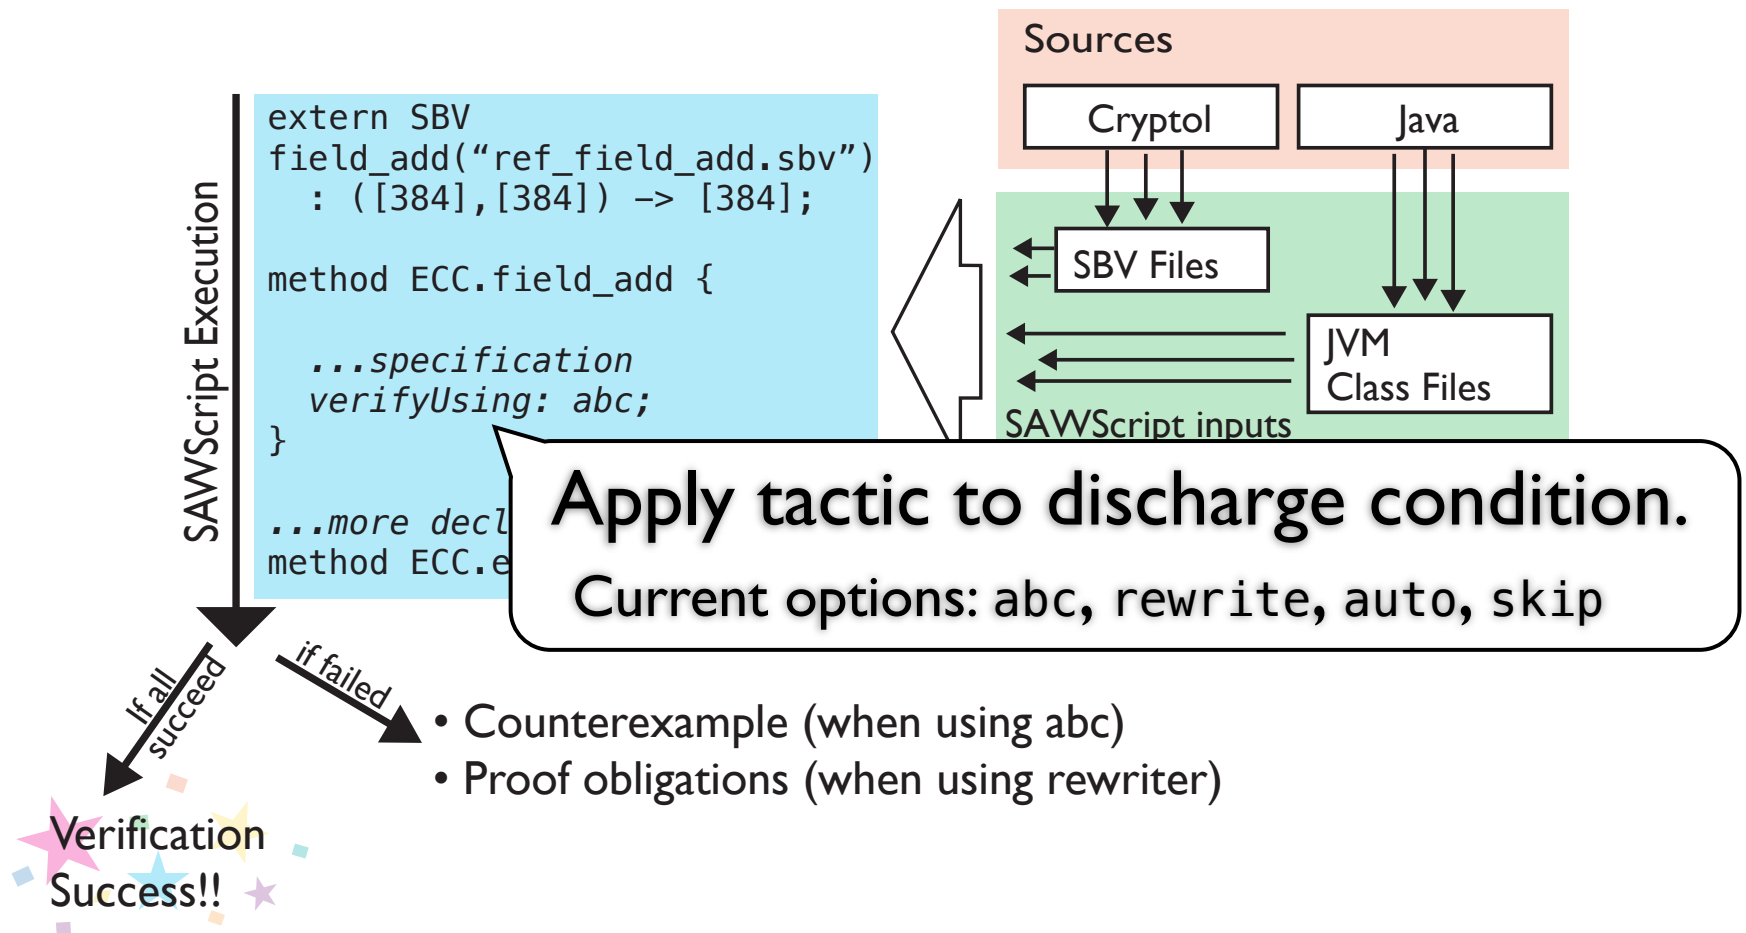 Sources
Cryptol
Java
SAWScript Execution
extern SBV
field_add(“ref_field_add.sbv”)
: ([384],[384]) −> [384];
method ECC.field_add {
...specification
verifyUsing: abc;
}
...more decl
method ECC.e
SBV Files
JVM
Class Files
SAWScript inputs
Apply tactic to discharge condition.
Current options: abc, rewrite, auto, skip
If all
succeed
if failed
• Counterexample (when using abc)
• Proof obligations (when using rewriter)
Verification
Success!!